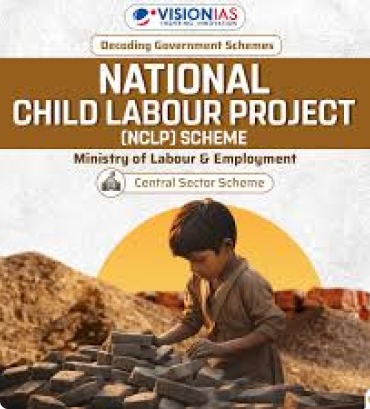 VISIONIAS
INSPIRING INNOVATION
Decoding Government Schemes
NATIONAL
CHILD LABOUR PROJECT
(NCLP) SCHEME
Ministry of Labour & Employment
Central Sector Scheme